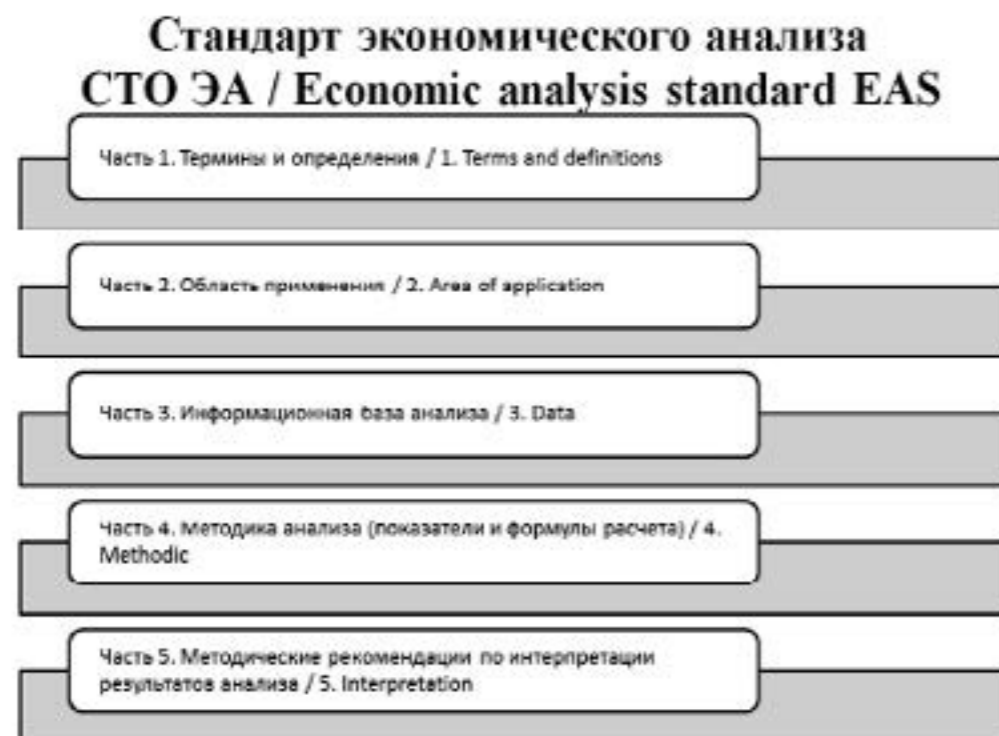 Стандарт экономического анализа
СТО ЭА / Economic analysis standard EAS
Часть 1. Термины и определения / 1. Terms and definitions
Часть 2. Область применения / 2. Area of application
Часть 3. Информационная база анализа / 3. Data
Часть 4. Методика анализа (показатели и формулы расчета) / 4.
Methodic
Часть 5. Методические рекомендации по интерпретации
результатов анализа / 5. Interpretation